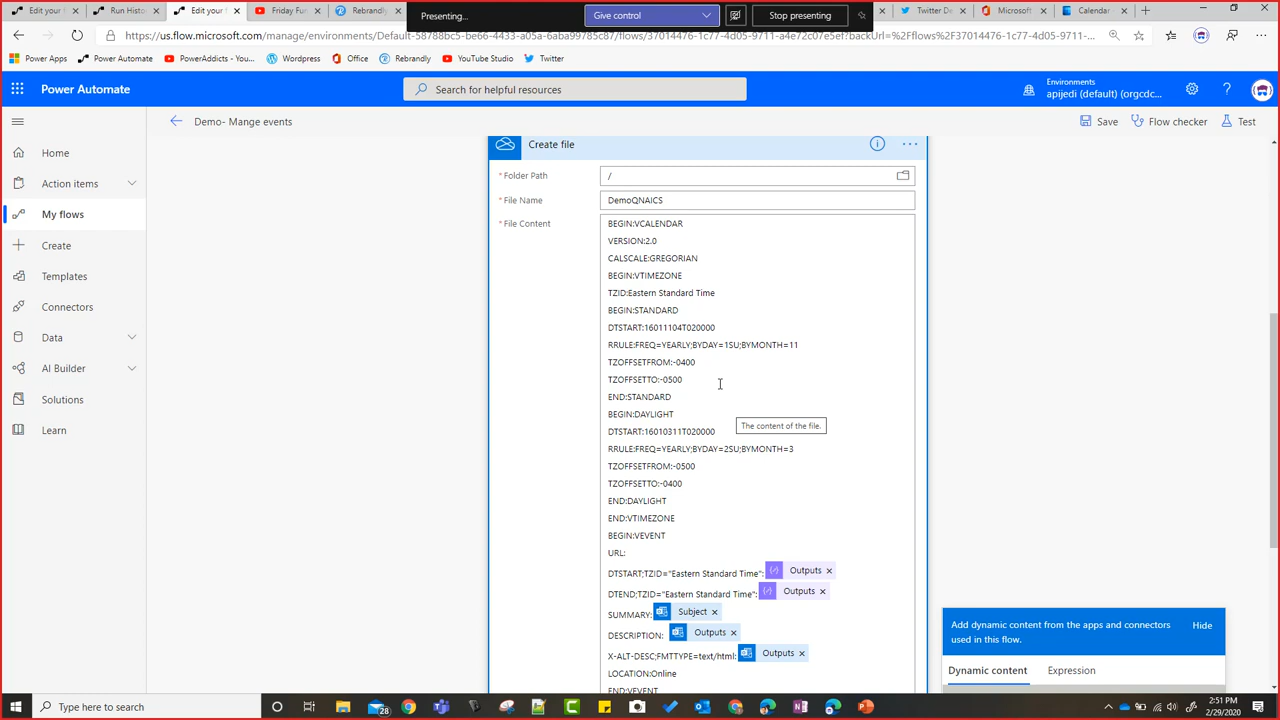 Edit your f
Run Histo
Edit your f
Friday Fun
Rebrandly
Presenting...
Give control
Stop presenting
Twitter De
Microsoft
Calendar
https://us.flow.microsoft.com/manage/environments/Default-58788bc5-be66-4433-a05a-6aba99785c87/flows/37014476-1c77-4d05-9711-a4e72c07e5ef?backUrl=%2Fflows%2F37014476-1c77-4d05-9711-a4e72c07e5ef
Power Apps
Power Automate
PowerAddicts - You...
Wordpress
Office
Rebrandly
YouTube Studio
Twitter
Power Automate
Search for helpful resources
Environments
apijedi (default) (orgcdc...
Demo- Mange events
Save
Flow checker
Test
Home
Action items
My flows
Create
Templates
Connectors
Data
AI Builder
Solutions
Learn
Create file
* Folder Path
/
* File Name
DemoQNAICS
* File Content
BEGIN:VCALENDAR
VERSION:2.0
CALSCALE:GREGORIAN
BEGIN:VTIMEZONE
TZID:Eastern Standard Time
BEGIN:STANDARD
DTSTART:16011104T020000
RRULE:FREQ=YEARLY;BYDAY=1SU;BYMONTH=11
TZOFFSETFROM:-0400
TZOFFSETTO:-0500
END:STANDARD
BEGIN:DAYLIGHT
DTSTART:16010311T020000
RRULE:FREQ=YEARLY;BYDAY=2SU;BYMONTH=3
TZOFFSETFROM:-0500
TZOFFSETTO:-0400
END:DAYLIGHT
END:VTIMEZONE
BEGIN:VEVENT
URL:
DTSTART;TZID="Eastern Standard Time": Outputs ×
DTEND;TZID="Eastern Standard Time": Outputs ×
SUMMARY: Subject ×
DESCRIPTION: Outputs ×
X-ALT-DESC;FMTTYPE=text/html: Outputs ×
LOCATION:Online
END:VEVENT
The content of the file.
Add dynamic content from the apps and connectors
used in this flow.
Hide
Dynamic content
Expression
Type here to search
28
2:51 PM
2/29/2020